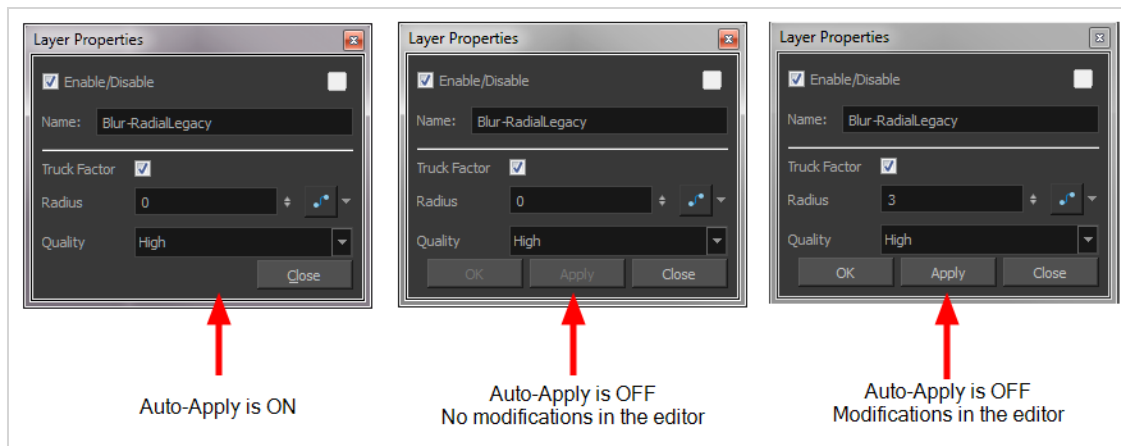 Layer Properties
Enable/Disable
Name: Blur-RadialLegacy
Truck Factor
Radius 0
Quality High
Close
Auto-Apply is ON
Layer Properties
Enable/Disable
Name: Blur-RadialLegacy
Truck Factor
Radius 0
Quality High
OK Apply Close
Auto-Apply is OFF
No modifications in the editor
Layer Properties
Enable/Disable
Name: Blur-RadialLegacy
Truck Factor
Radius 3
Quality High
OK Apply Close
Auto-Apply is OFF
Modifications in the editor